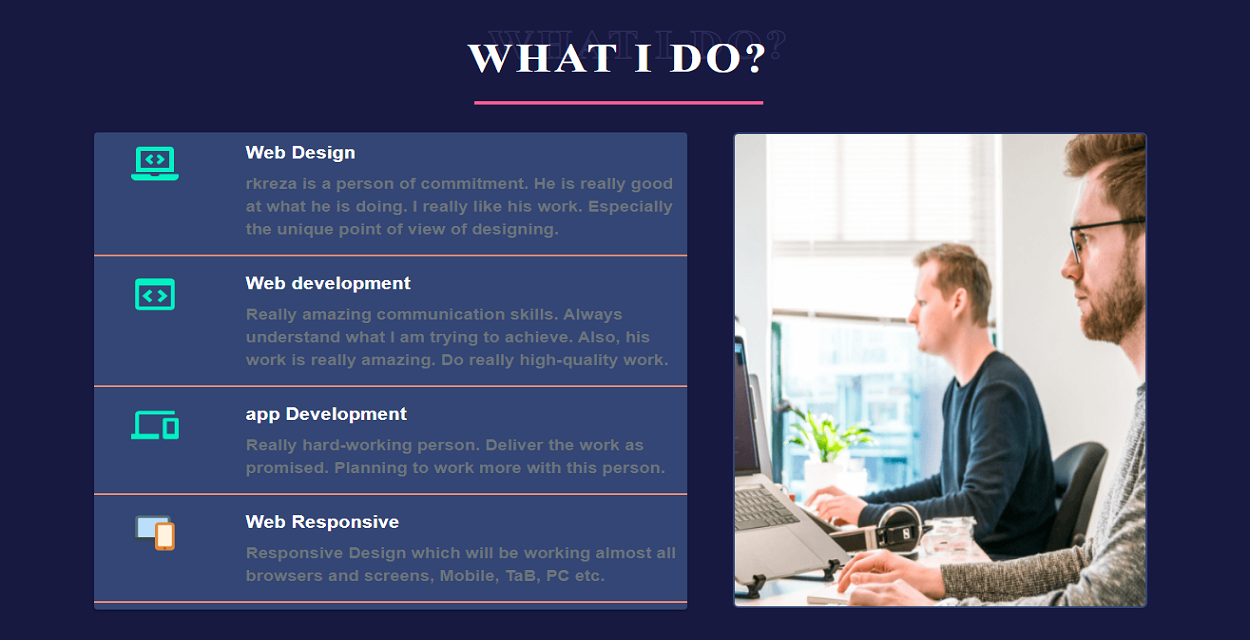 WHAT I DO?
WHAT I DO?
Web Design
rkreza is a person of commitment. He is really good
at what he is doing. I really like his work. Especially
the unique point of view of designing.
Web development
Really amazing communication skills. Always
understand what I am trying to achieve. Also, his
work is really amazing. Do really high-quality work.
app Development
Really hard-working person. Deliver the work as
promised. Planning to work more with this person.
Web Responsive
Responsive Design which will be working almost all
browsers and screens, Mobile, TaB, PC etc.